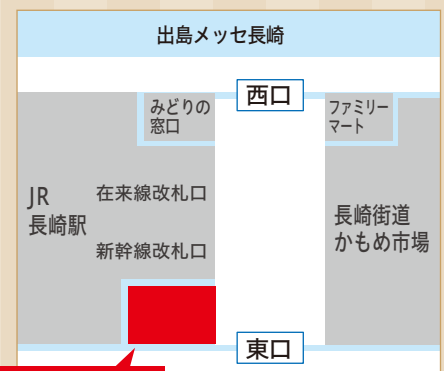 出島メッセ長崎
西口
みどりの
窓口
ファミリー
マート
JR
長崎駅
在来線改札口
新幹線改札口
長崎街道
かもめ市場
東口